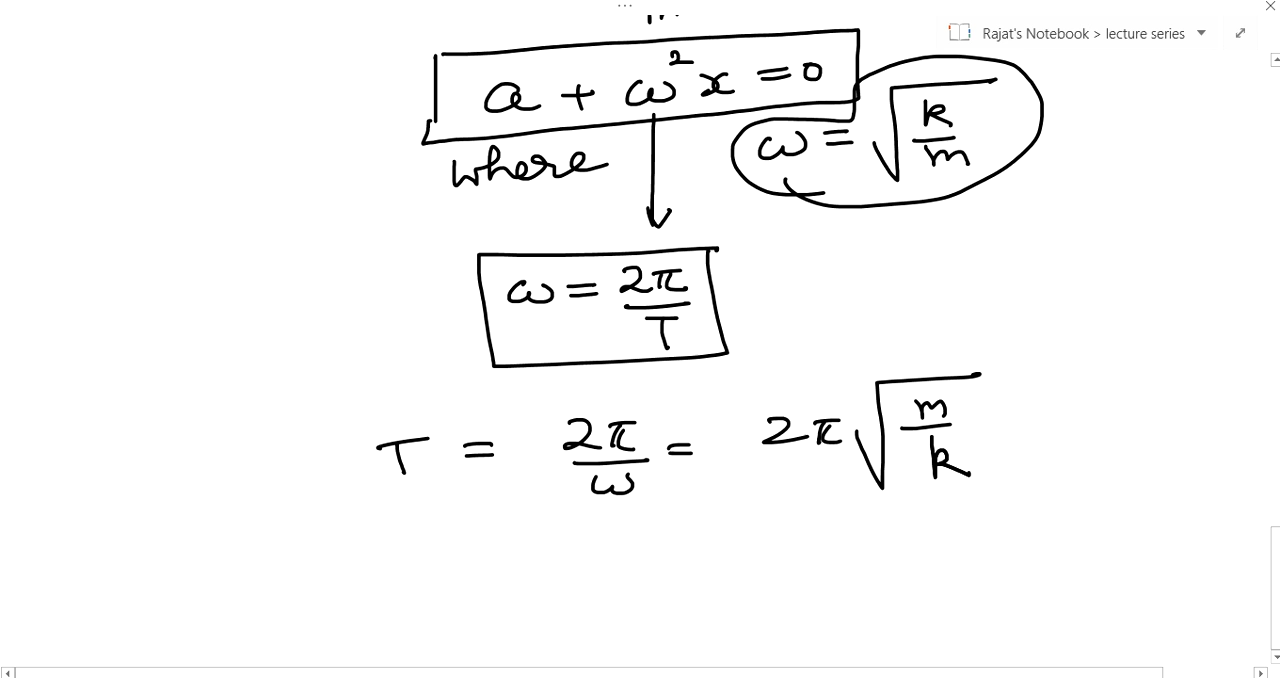 Rajat's Notebook > lecture series
a + ω²x = 0
where ω = √(k/m)
ω = 2π/T
T = 2π/ω = 2π√(m/k)